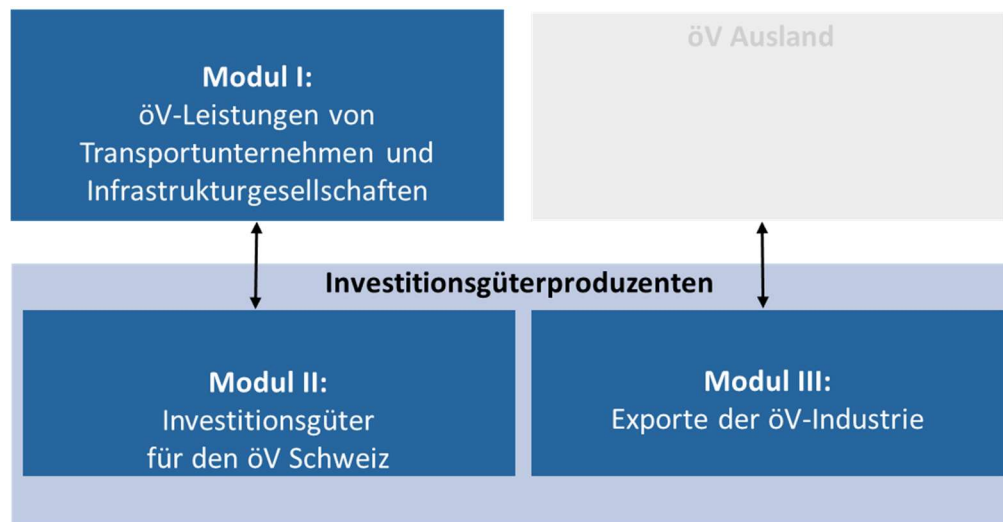 Modul I:
öV-Leistungen von
Transportunternehmen und
Infrastrukturgesellschaften
öV Ausland
Investitionsgüterproduzenten
Modul II:
Investitionsgüter
für den öV Schweiz
Modul III:
Exporte der öV-Industrie